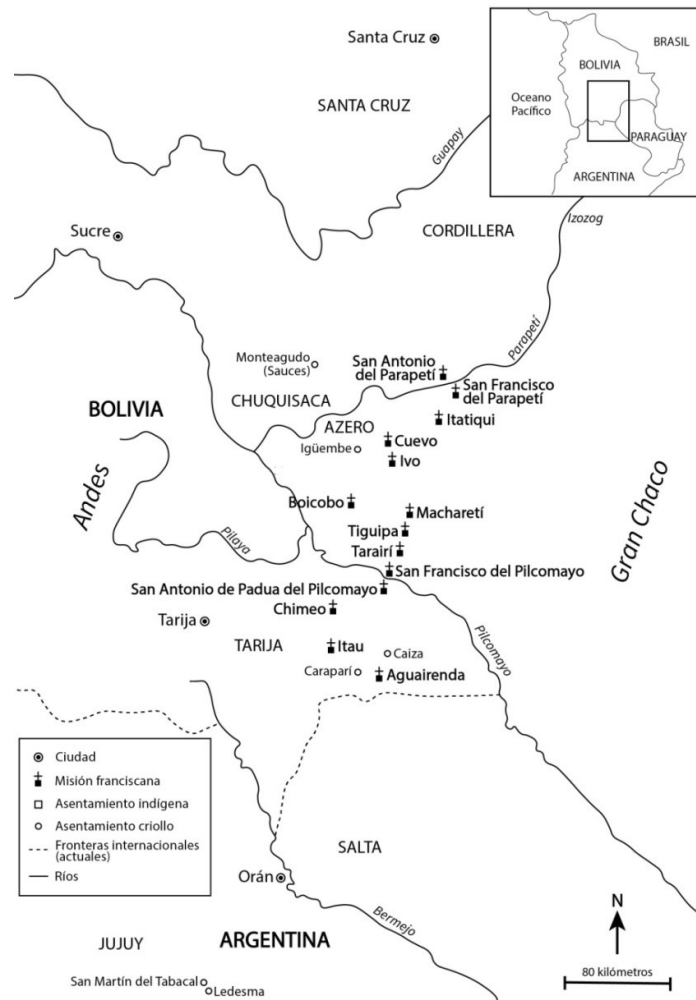 Santa Cruz
SANTA CRUZ
Guapay
BRASIL
BOLIVIA
Oceano
Pacífico
PARAGUAY
ARGENTINA
Sucre
CORDILLERA
Izozog
Parapetí
Monteagudo
(Sauces)
San Antonio
del Parapetí
San Francisco
del Parapetí
BOLIVIA
CHUQUISACA
AZERO
Itatiqui
Igüembe
Cuevo
Ivo
Andes
Boicobo
Macharetí
Tiguipa
Tarairí
Gran Chaco
Pilaya
San Francisco del Pilcomayo
San Antonio de Padua del Pilcomayo
Chimeo
Tarija
TARIJA
Itau
Caiza
Caraparí
Aguairenda
Pilcomayo
Ciudad
Misión franciscana
Asentamiento indígena
Asentamiento criollo
Fronteras internacionales
(actuales)
Ríos
SALTA
Orán
Bermejo
N
80 kilómetros
JUJUY
ARGENTINA
San Martín del Tabacal
Ledesma